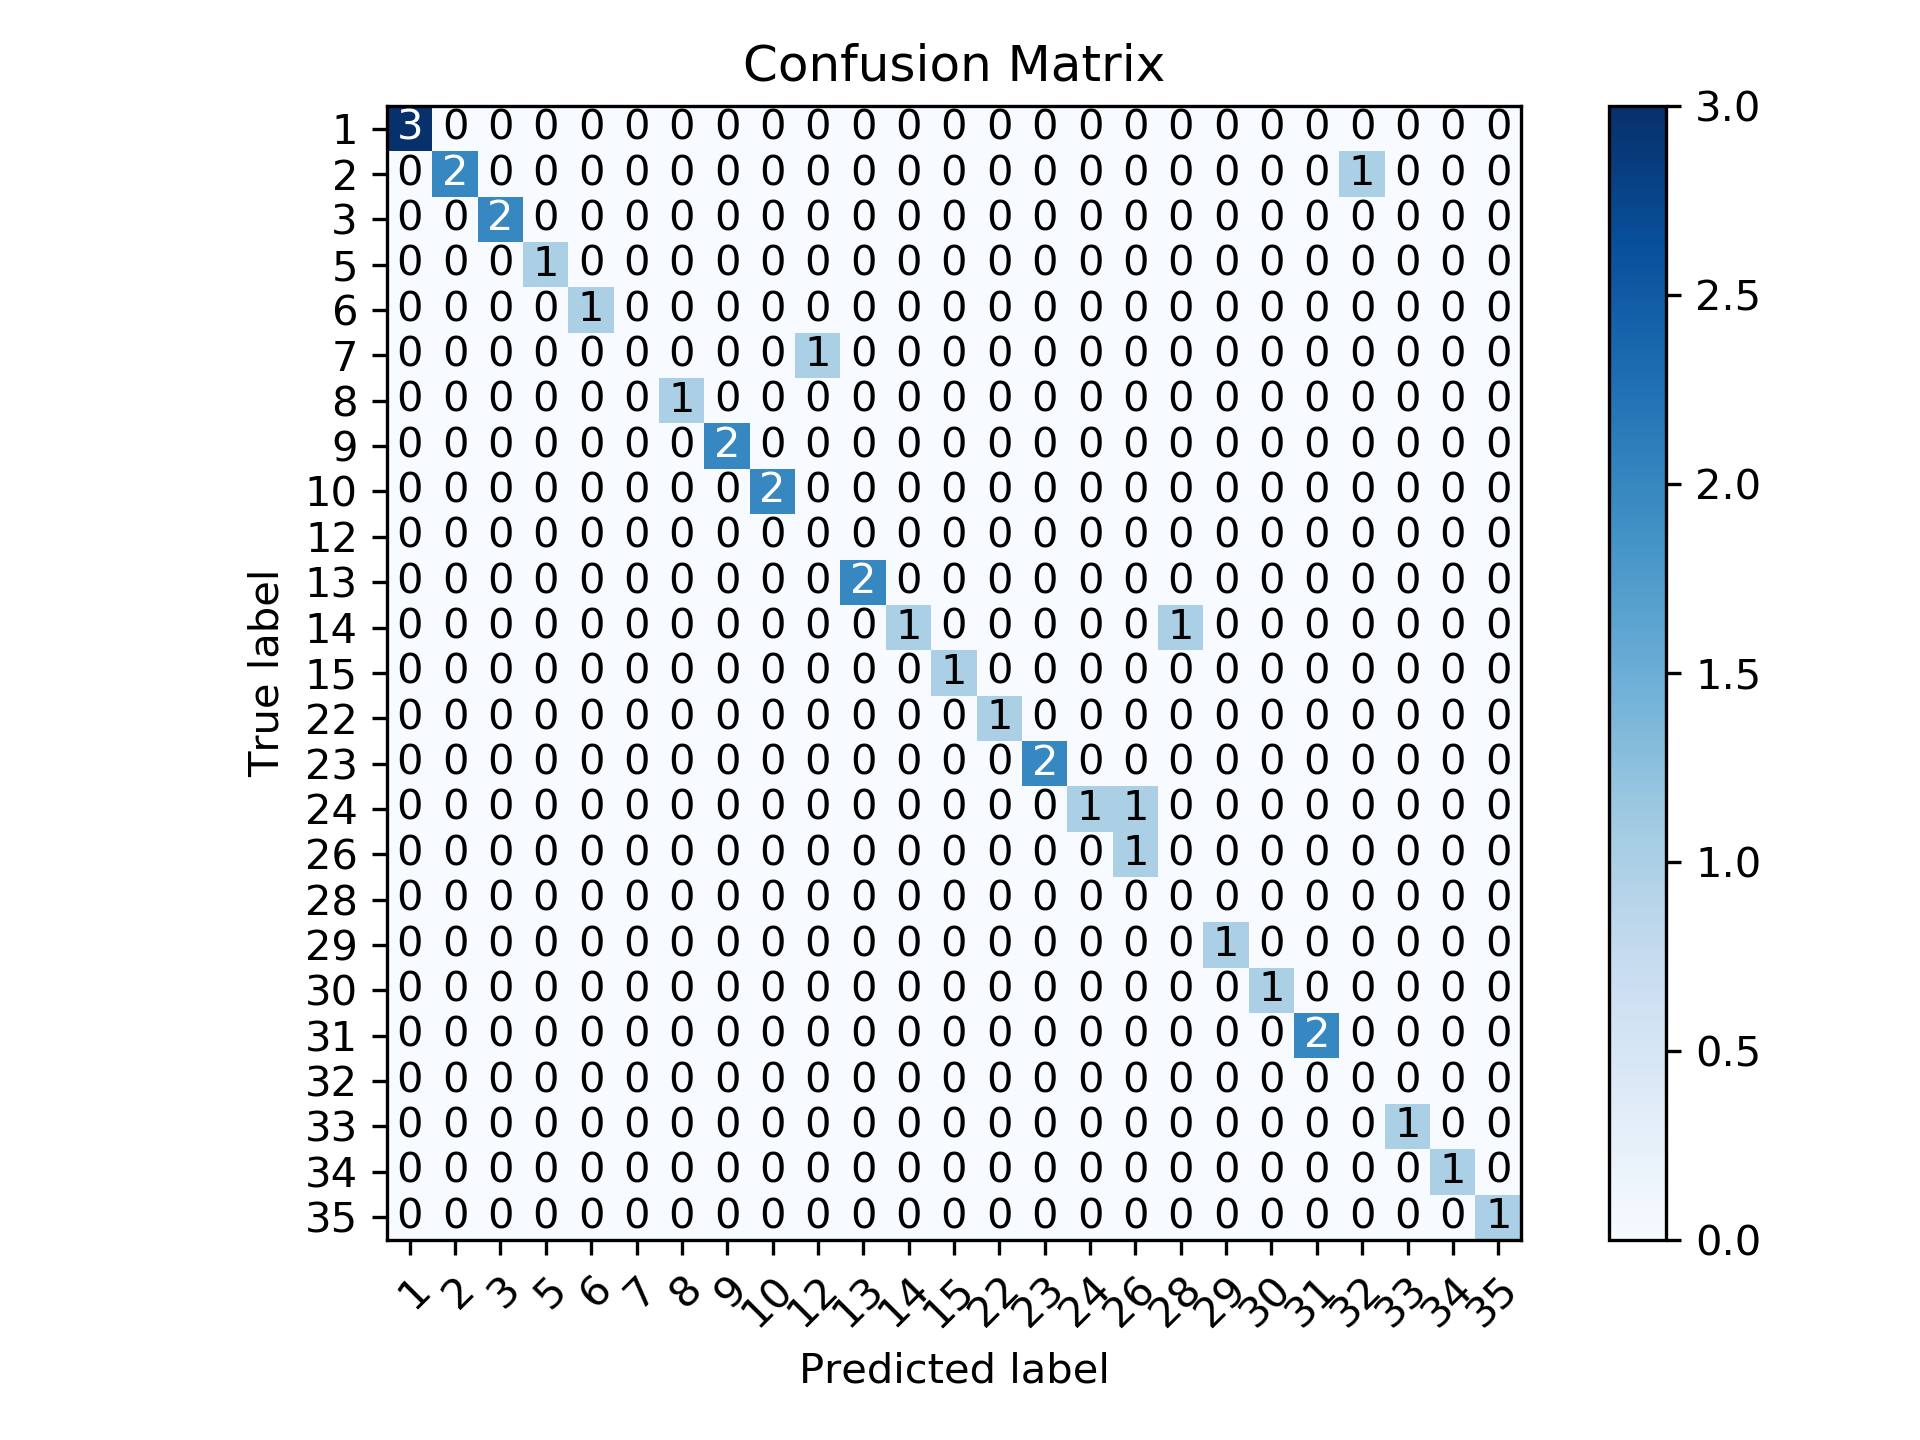 Confusion Matrix
1 3 0 0 0 0 0 0 0 0 0 0 0 0 0 0 0 0 0 0 0 0 0 0 0 0
2 0 2 0 0 0 0 0 0 0 0 0 0 0 0 0 0 0 0 0 0 0 1 0 0 0
3 0 0 2 0 0 0 0 0 0 0 0 0 0 0 0 0 0 0 0 0 0 0 0 0 0
5 0 0 0 1 0 0 0 0 0 0 0 0 0 0 0 0 0 0 0 0 0 0 0 0 0
6 0 0 0 0 1 0 0 0 0 0 0 0 0 0 0 0 0 0 0 0 0 0 0 0 0
7 0 0 0 0 0 0 0 0 0 1 0 0 0 0 0 0 0 0 0 0 0 0 0 0 0
8 0 0 0 0 0 0 1 0 0 0 0 0 0 0 0 0 0 0 0 0 0 0 0 0 0
9 0 0 0 0 0 0 0 2 0 0 0 0 0 0 0 0 0 0 0 0 0 0 0 0 0
10 0 0 0 0 0 0 0 0 2 0 0 0 0 0 0 0 0 0 0 0 0 0 0 0 0
12 0 0 0 0 0 0 0 0 0 0 0 0 0 0 0 0 0 0 0 0 0 0 0 0 0
13 0 0 0 0 0 0 0 0 0 0 2 0 0 0 0 0 0 0 0 0 0 0 0 0 0
14 0 0 0 0 0 0 0 0 0 0 0 1 0 0 0 0 0 1 0 0 0 0 0 0 0
15 0 0 0 0 0 0 0 0 0 0 0 0 1 0 0 0 0 0 0 0 0 0 0 0 0
22 0 0 0 0 0 0 0 0 0 0 0 0 0 1 0 0 0 0 0 0 0 0 0 0 0
23 0 0 0 0 0 0 0 0 0 0 0 0 0 0 2 0 0 0 0 0 0 0 0 0 0
24 0 0 0 0 0 0 0 0 0 0 0 0 0 0 0 1 1 0 0 0 0 0 0 0 0
26 0 0 0 0 0 0 0 0 0 0 0 0 0 0 0 0 1 0 0 0 0 0 0 0 0
28 0 0 0 0 0 0 0 0 0 0 0 0 0 0 0 0 0 0 0 0 0 0 0 0 0
29 0 0 0 0 0 0 0 0 0 0 0 0 0 0 0 0 0 0 1 0 0 0 0 0 0
30 0 0 0 0 0 0 0 0 0 0 0 0 0 0 0 0 0 0 0 1 0 0 0 0 0
31 0 0 0 0 0 0 0 0 0 0 0 0 0 0 0 0 0 0 0 0 2 0 0 0 0
32 0 0 0 0 0 0 0 0 0 0 0 0 0 0 0 0 0 0 0 0 0 0 0 0 0
33 0 0 0 0 0 0 0 0 0 0 0 0 0 0 0 0 0 0 0 0 0 0 1 0 0
34 0 0 0 0 0 0 0 0 0 0 0 0 0 0 0 0 0 0 0 0 0 0 0 1 0
35 0 0 0 0 0 0 0 0 0 0 0 0 0 0 0 0 0 0 0 0 0 0 0 0 1
1 2 3 5 6 7 8 9 10 12 13 14 15 22 23 24 26 28 29 30 31 32 33 34 35
Predicted label
True label
3.0
2.5
2.0
1.5
1.0
0.5
0.0